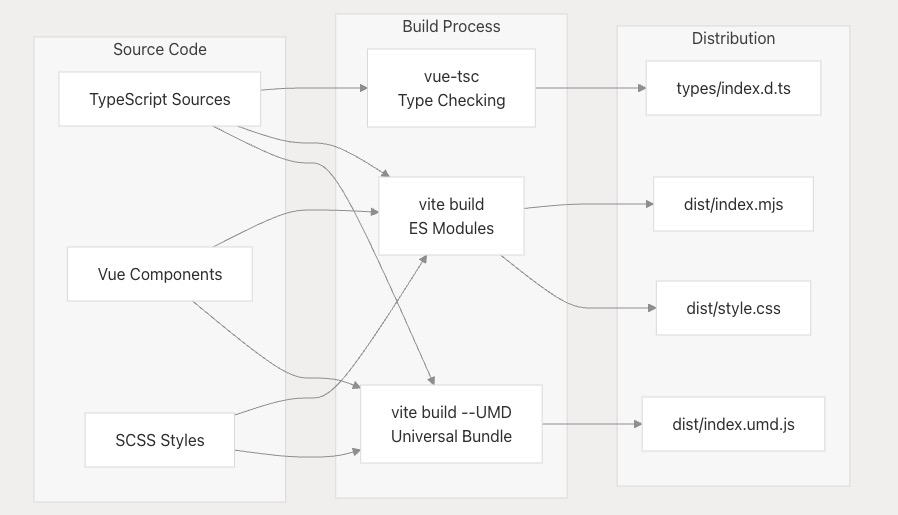 Source Code
TypeScript Sources
Vue Components
SCSS Styles
Build Process
vue-tsc
Type Checking
vite build
ES Modules
vite build --UMD
Universal Bundle
Distribution
types/index.d.ts
dist/index.mjs
dist/style.css
dist/index.umd.js